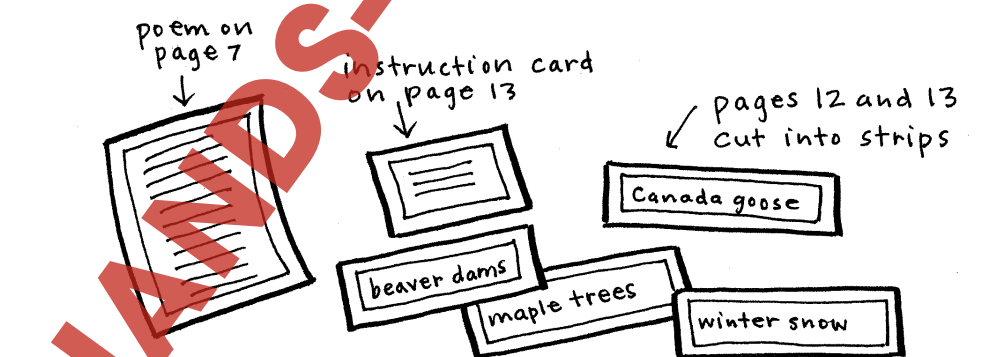 poem on
page 7
instruction card
on page 13
pages 12 and 13
cut into strips
Canada goose
beaver dams
maple trees
winter snow
ANDS-